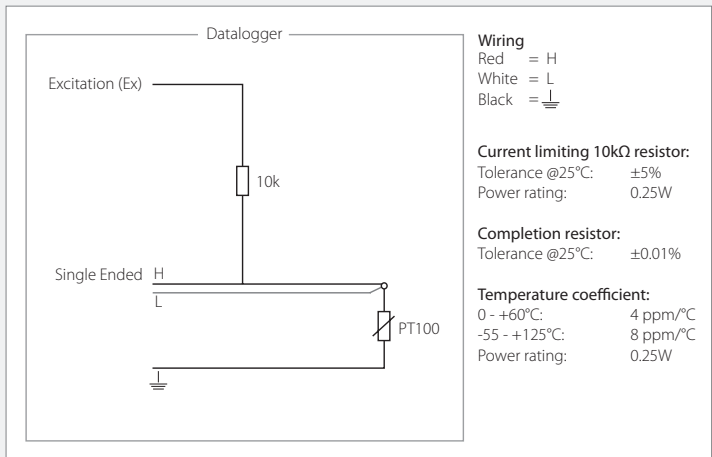 Datalogger
Excitation (Ex)
10k
Single Ended H
L
PT100
Wiring
Red = H
White = L
Black =
Current limiting 10kΩ resistor:
Tolerance @25°C: ±5%
Power rating: 0.25W
Completion resistor:
Tolerance @25°C: ±0.01%
Temperature coefficient:
0 - +60°C: 4 ppm/°C
-55 - +125°C: 8 ppm/°C
Power rating: 0.25W